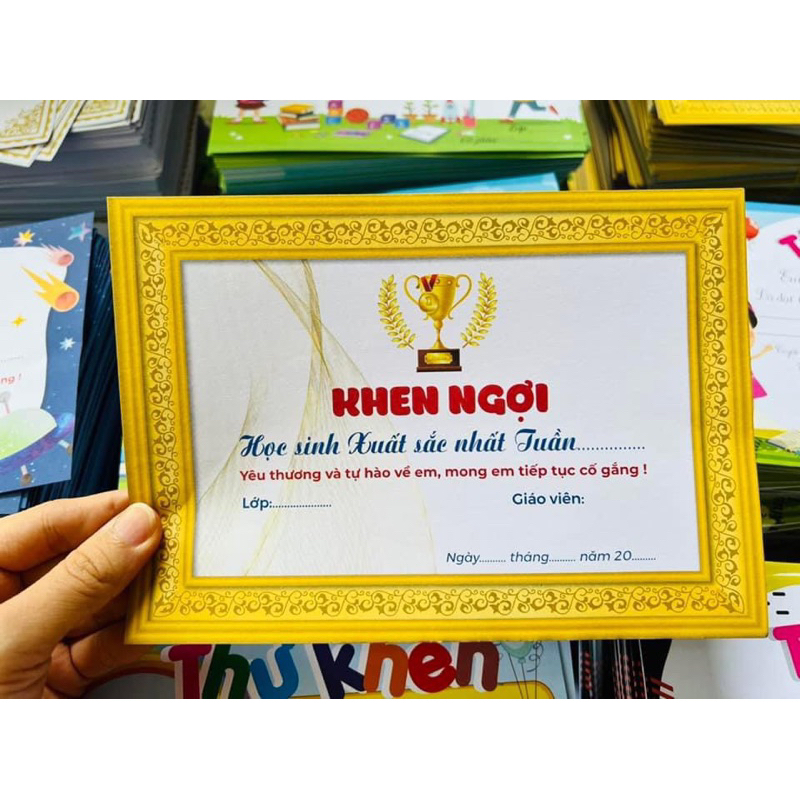 KHEN NGỢI
Học sinh Xuất sắc nhất Tuần...............
Yêu thương và tự hào về em, mong em tiếp tục cố gắng !
Lớp:.................... Giáo viên:
Ngày.......... tháng.......... năm 20.........
Thư khen